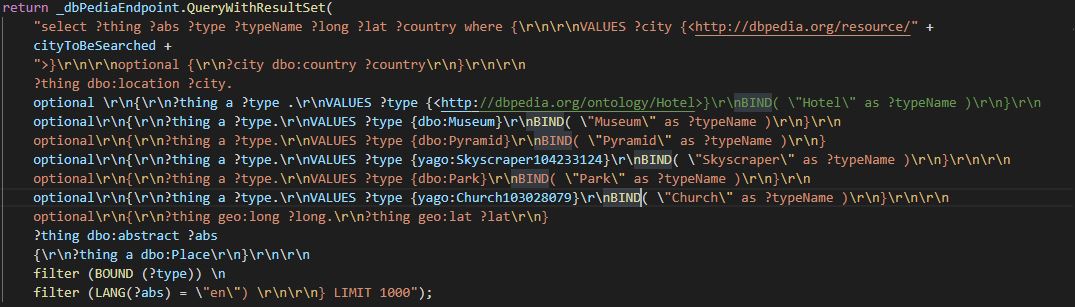 return _dbPediaEndpoint.QueryWithResultSet(
"select ?thing ?abs ?type ?typeName ?long ?lat ?country where {\r\n\r\nVALUES ?city {<http://dbpedia.org/resource/" +
cityToBeSearched +
">}\r\n\r\noptional {\r\n?city dbo:country ?country\r\n}\r\n\r\n
?thing dbo:location ?city.
optional \r\n{\r\n?thing a ?type .\r\nVALUES ?type {<http://dbpedia.org/ontology/Hotel>}\r\nBIND( \"Hotel\" as ?typeName )\r\n}\r\n
optional\r\n{\r\n?thing a ?type.\r\nVALUES ?type {dbo:Museum}\r\nBIND( \"Museum\" as ?typeName )\r\n}\r\n
optional\r\n{\r\n?thing a ?type.\r\nVALUES ?type {dbo:Pyramid}\r\nBIND( \"Pyramid\" as ?typeName )\r\n}
optional\r\n{\r\n?thing a ?type.\r\nVALUES ?type {yago:Skyscraper104233124}\r\nBIND( \"Skyscraper\" as ?typeName )\r\n}\r\n\r\n
optional\r\n{\r\n?thing a ?type.\r\nVALUES ?type {dbo:Park}\r\nBIND( \"Park\" as ?typeName )\r\n}\r\n
optional\r\n{\r\n?thing a ?type.\r\nVALUES ?type {yago:Church103028079}\r\nBIND( \"Church\" as ?typeName )\r\n}\r\n\r\n
optional\r\n{\r\n?thing geo:long ?long.\r\n?thing geo:lat ?lat\r\n}
?thing dbo:abstract ?abs
{\r\n?thing a dbo:Place\r\n}\r\n\r\n
filter (BOUND (?type)) \n
filter (LANG(?abs) = \"en\") \r\n\r\n} LIMIT 1000");